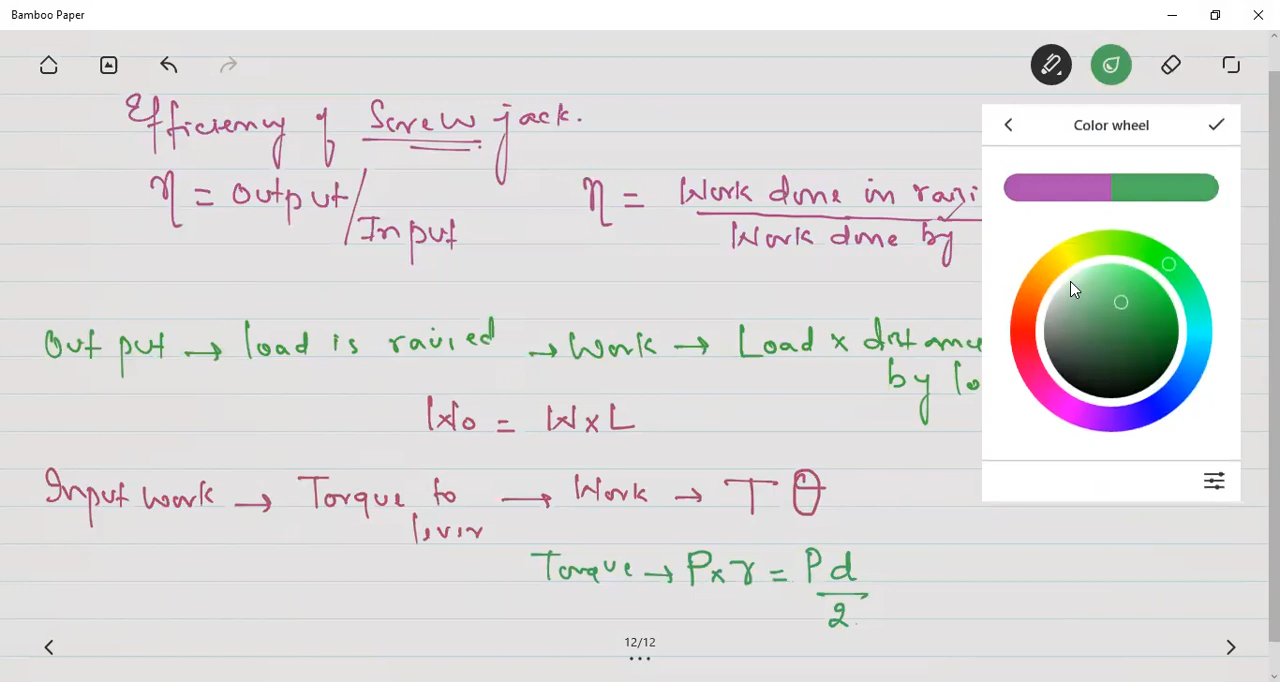 Bamboo Paper
Efficiency of Screw jack.
η = output/Input
η = Work done in raisi
Work done by
Color wheel
Output → load is raised → Work → Load × distance
by lo
Wo = W × L
Input work → Torque to lever → Work → T θ
Torque → P × r = Pd/2
12/12